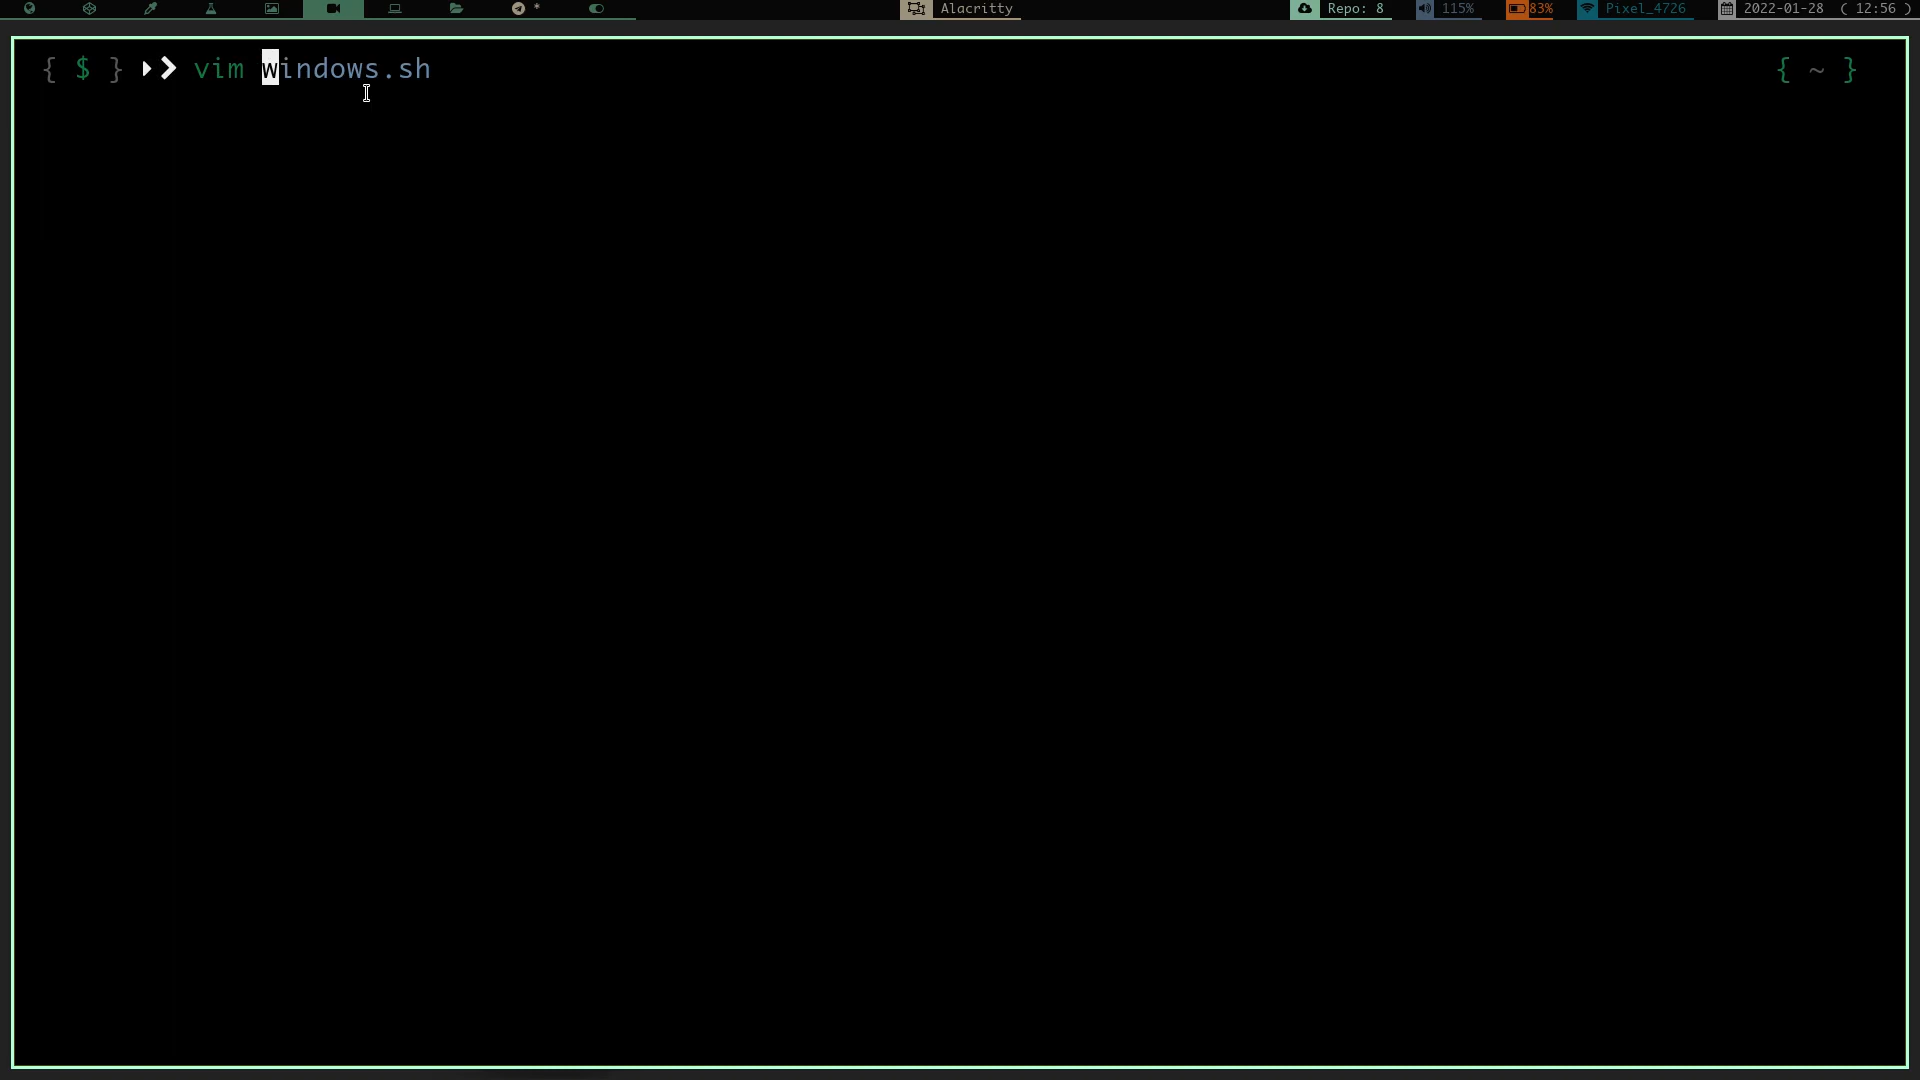 * Alacritty Repo: 8 115% 83% Pixel_4726 2022-01-28 ( 12:56 )
{ $ } vim windows.sh { ~ }